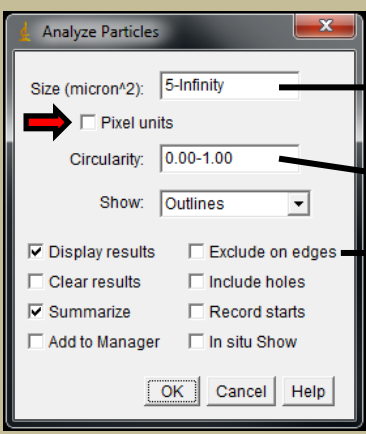 Analyze Particles
Size (micron^2): 5-Infinity
Pixel units
Circularity: 0.00-1.00
Show: Outlines
Display results Exclude on edges
Clear results Include holes
Summarize Record starts
Add to Manager In situ Show
OK Cancel Help